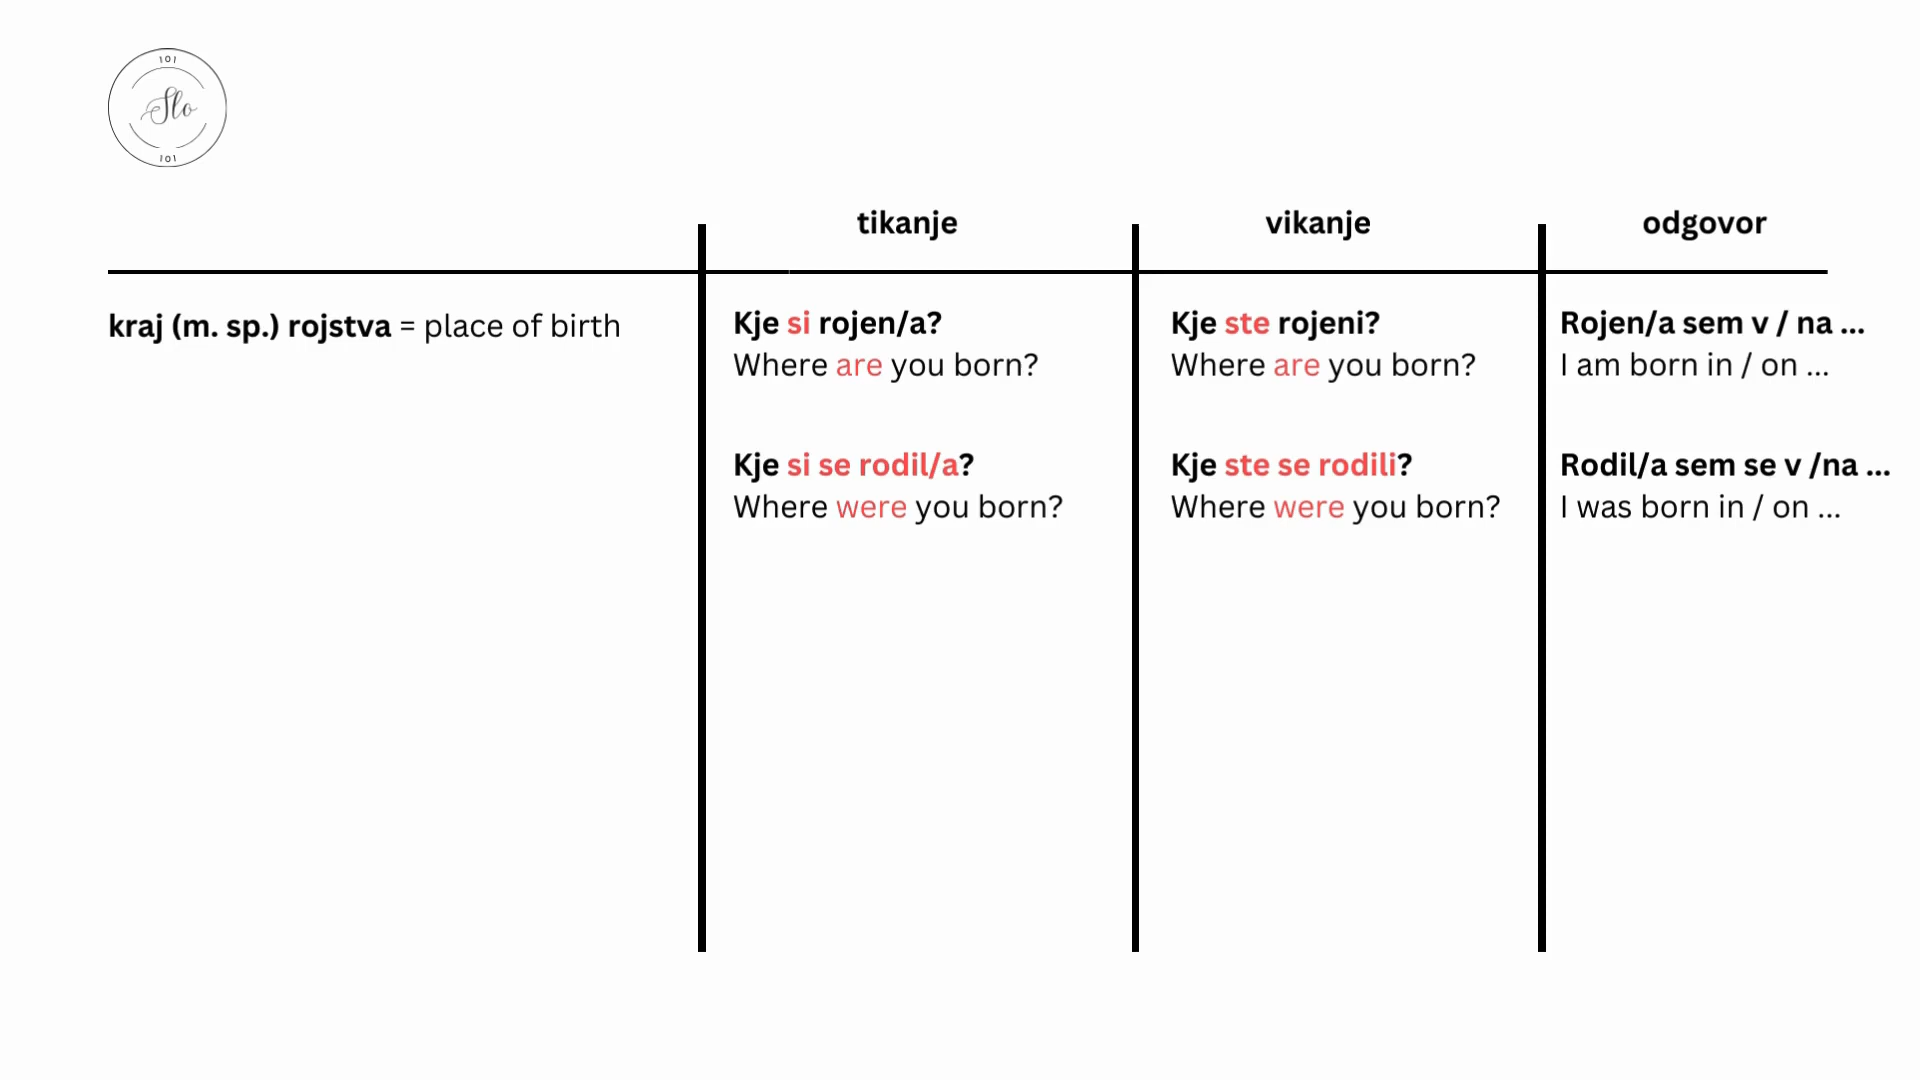 101
Slo
101
tikanje
vikanje
odgovor
kraj (m. sp.) rojstva = place of birth
Kje si rojen/a?
Where are you born?
Kje ste rojeni?
Where are you born?
Rojen/a sem v / na ...
I am born in / on ...
Kje si se rodil/a?
Where were you born?
Kje ste se rodili?
Where were you born?
Rodil/a sem se v /na ...
I was born in / on ...